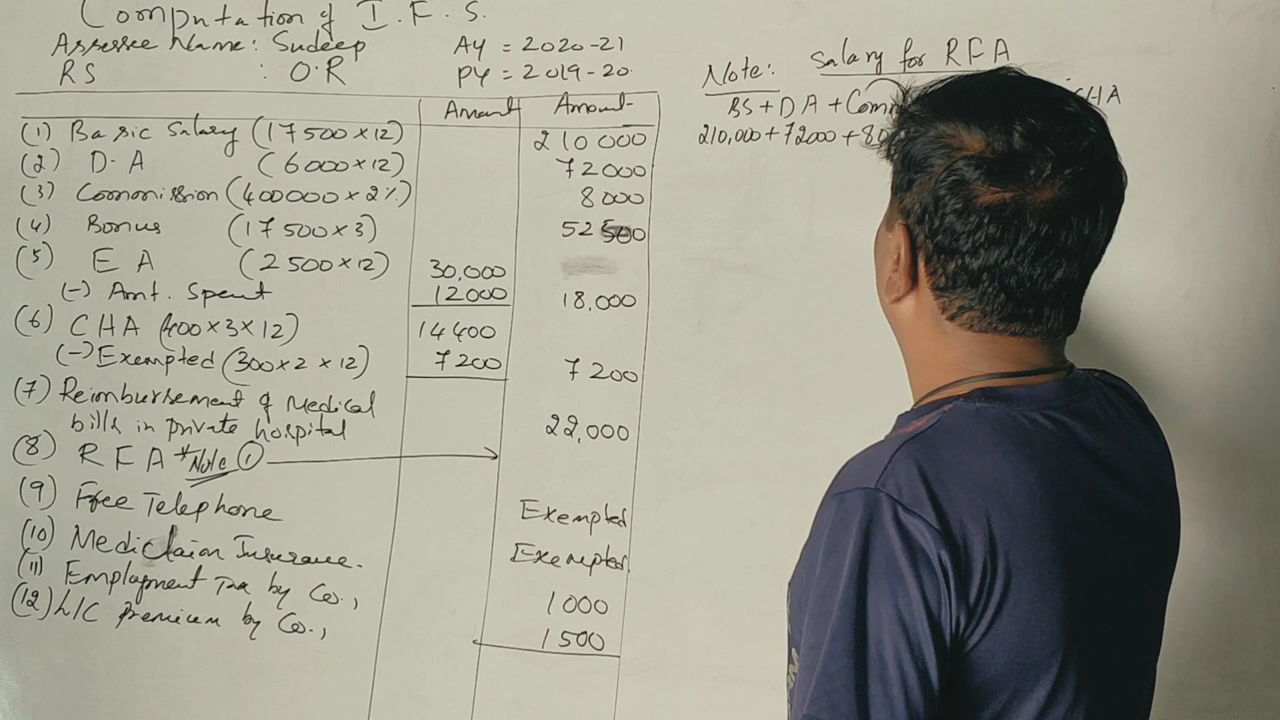 Computation of I. F. S.
Assessee Name: Sudeep AY = 2020-21
RS : O.R PY = 2019-20.
Amount Amount
(1) Basic Salary (17500×12) 210000
(2) D-A (6000×12) 72000
(3) Commission (400000×2%) 8000
(4) Bonus (17500×3) 52500
(5) EA (2500×12) 30,000
(-) Amt. Spent 12000 18,000
(6) CHA (400×3×12) 14400
(-) Exempted (300×2×12) 7200 7200
(7) Reimbursement of Medical
bills in private hospital 22,000
(8) RFA *Note ①
(9) Free Telephone Exempted
(10) Mediclaim Insurance. Exempted
(11) Employment Tax by Co., 1000
(12) LIC Premium by Co., 1500
Note: Salary for RFA
BS + DA + Comm CHA
210,000 + 72000 + 80